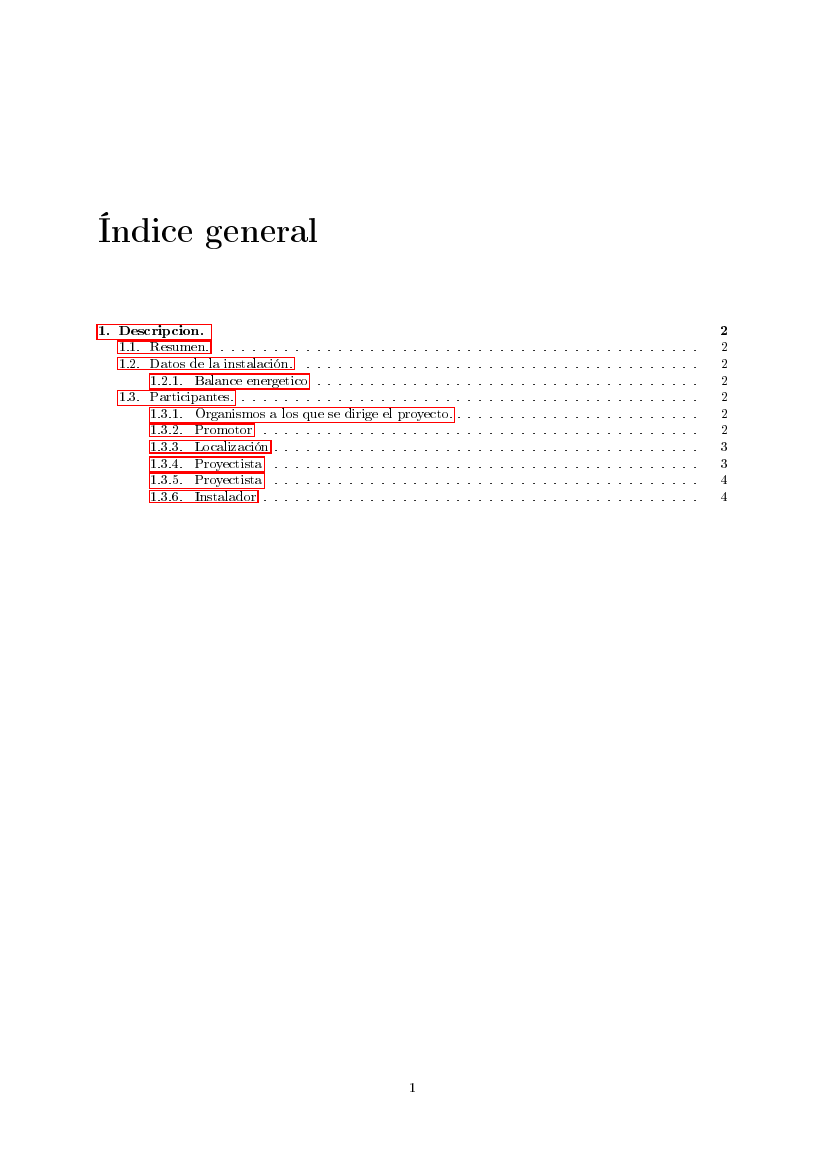 Índice general
1. Descripcion. 2
1.1. Resumen. . . . . . . . . . . . . . . . . . . . . . . . . . . . . . . . . . . . . . . . . . . . . . 2
1.2. Datos de la instalación. . . . . . . . . . . . . . . . . . . . . . . . . . . . . . . . . . . . . . 2
1.2.1. Balance energetico . . . . . . . . . . . . . . . . . . . . . . . . . . . . . . . . . . . . . 2
1.3. Participantes. . . . . . . . . . . . . . . . . . . . . . . . . . . . . . . . . . . . . . . . . . . . 2
1.3.1. Organismos a los que se dirige el proyecto. . . . . . . . . . . . . . . . . . . . . . . . 2
1.3.2. Promotor . . . . . . . . . . . . . . . . . . . . . . . . . . . . . . . . . . . . . . . . . . 2
1.3.3. Localización . . . . . . . . . . . . . . . . . . . . . . . . . . . . . . . . . . . . . . . . 3
1.3.4. Proyectista . . . . . . . . . . . . . . . . . . . . . . . . . . . . . . . . . . . . . . . . . 3
1.3.5. Proyectista . . . . . . . . . . . . . . . . . . . . . . . . . . . . . . . . . . . . . . . . . 4
1.3.6. Instalador . . . . . . . . . . . . . . . . . . . . . . . . . . . . . . . . . . . . . . . . . . 4
1